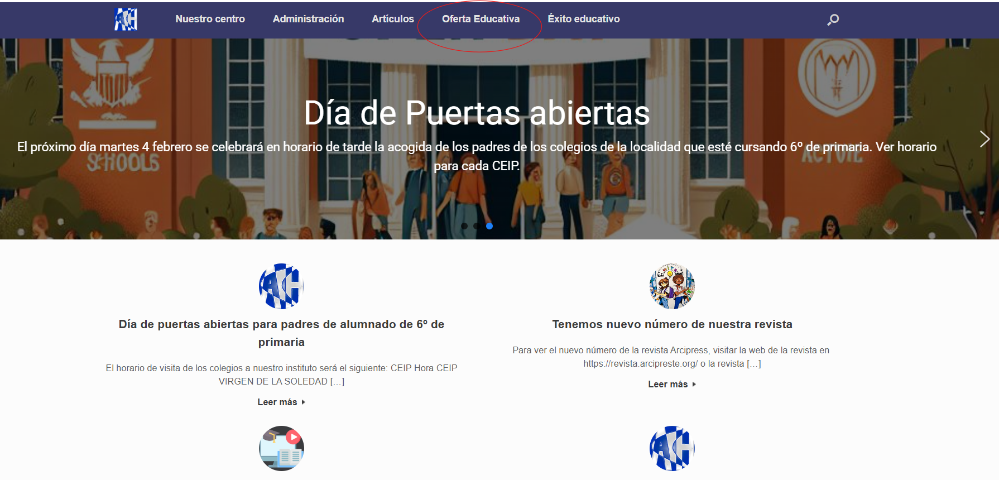 ACH
Nuestro centro
Administración
Artículos
Oferta Educativa
Éxito educativo
Día de Puertas abiertas
El próximo día martes 4 febrero se celebrará en horario de tarde la acogida de los padres de los colegios de la localidad que esté cursando 6º de primaria. Ver horario
para cada CEIP.
ACH
Día de puertas abiertas para padres de alumnado de 6º de
primaria
El horario de visita de los colegios a nuestro instituto será el siguiente: CEIP Hora CEIP
VIRGEN DE LA SOLEDAD […]
Leer más
Tenemos nuevo número de nuestra revista
Para ver el nuevo número de la revista Arcipress, visitar la web de la revista en
https://revista.arcipreste.org/ o la revista […]
Leer más
ACH